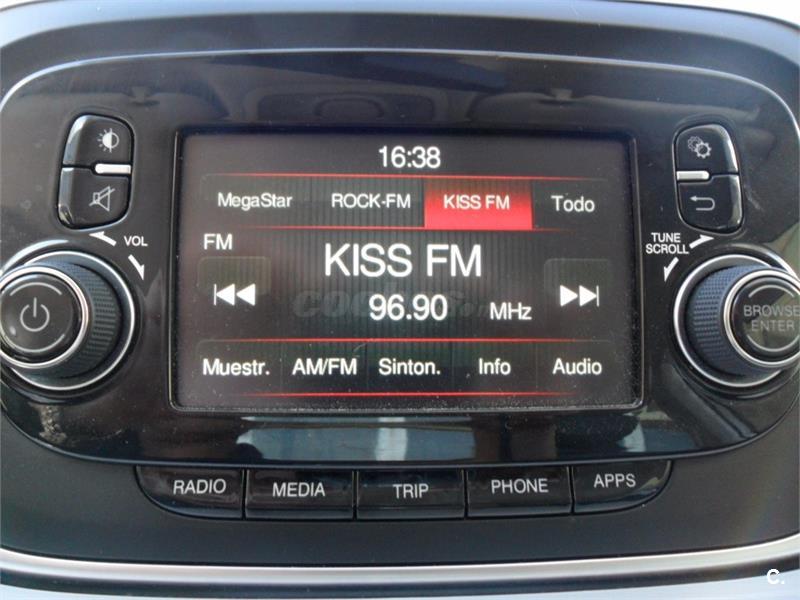 16:38
MegaStar ROCK-FM KISS FM Todo
VOL
TUNE
SCROLL
FM
KISS FM
96.90 MHz
BROWSE
ENTER
Muestr. AM/FM Sinton. Info Audio
RADIO MEDIA TRIP PHONE APPS
C.